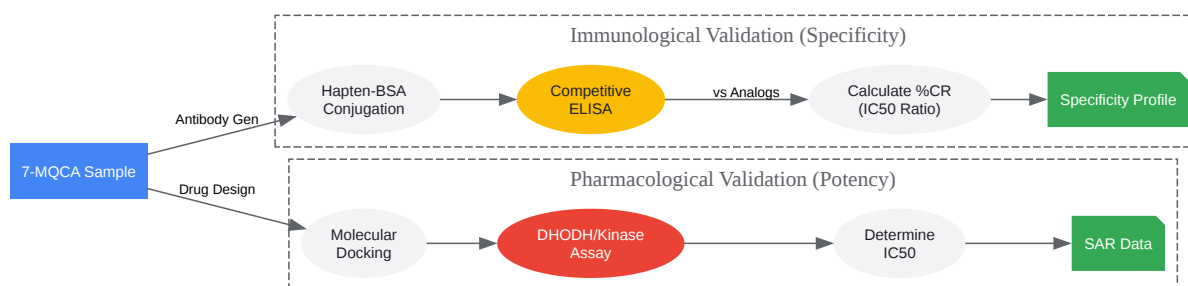 Immunological Validation (Specificity)
Hapten-BSA
Conjugation
Competitive
ELISA
vs Analogs
Calculate %CR
(IC50 Ratio)
Specificity Profile
Antibody Gen
7-MQCA Sample
Drug Design
Pharmacological Validation (Potency)
Molecular
Docking
DHODH/Kinase
Assay
Determine
IC50
SAR Data